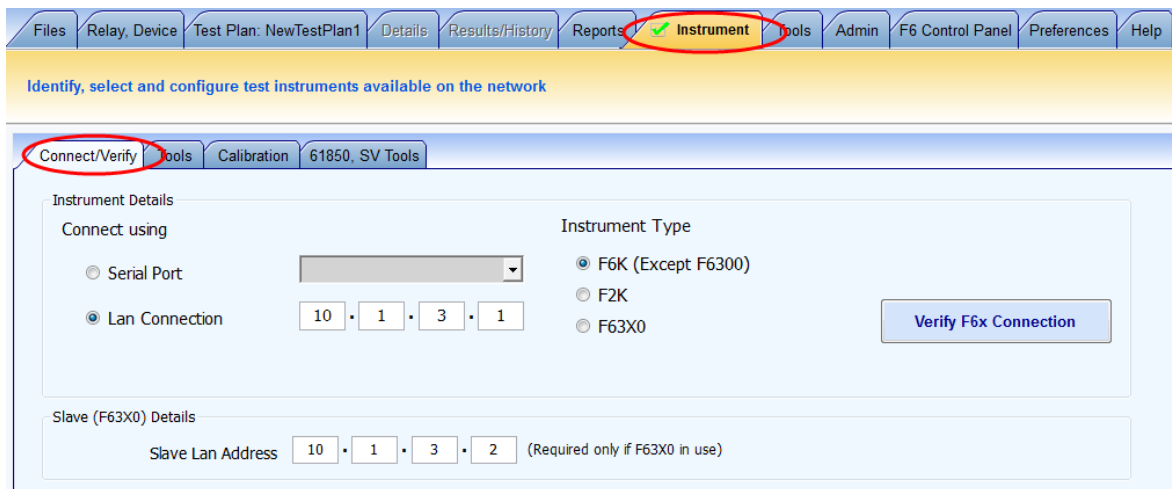 Files Relay, Device Test Plan: NewTestPlan1 Details Results/History Reports Instrument Tools Admin F6 Control Panel Preferences Help
Identify, select and configure test instruments available on the network
Connect/Verify Tools Calibration 61850, SV Tools
Instrument Details
Connect using
Instrument Type
Serial Port
F6K (Except F6300)
F2K
Lan Connection 10 . 1 . 3 . 1
F63X0
Verify F6x Connection
Slave (F63X0) Details
Slave Lan Address 10 . 1 . 3 . 2 (Required only if F63X0 in use)